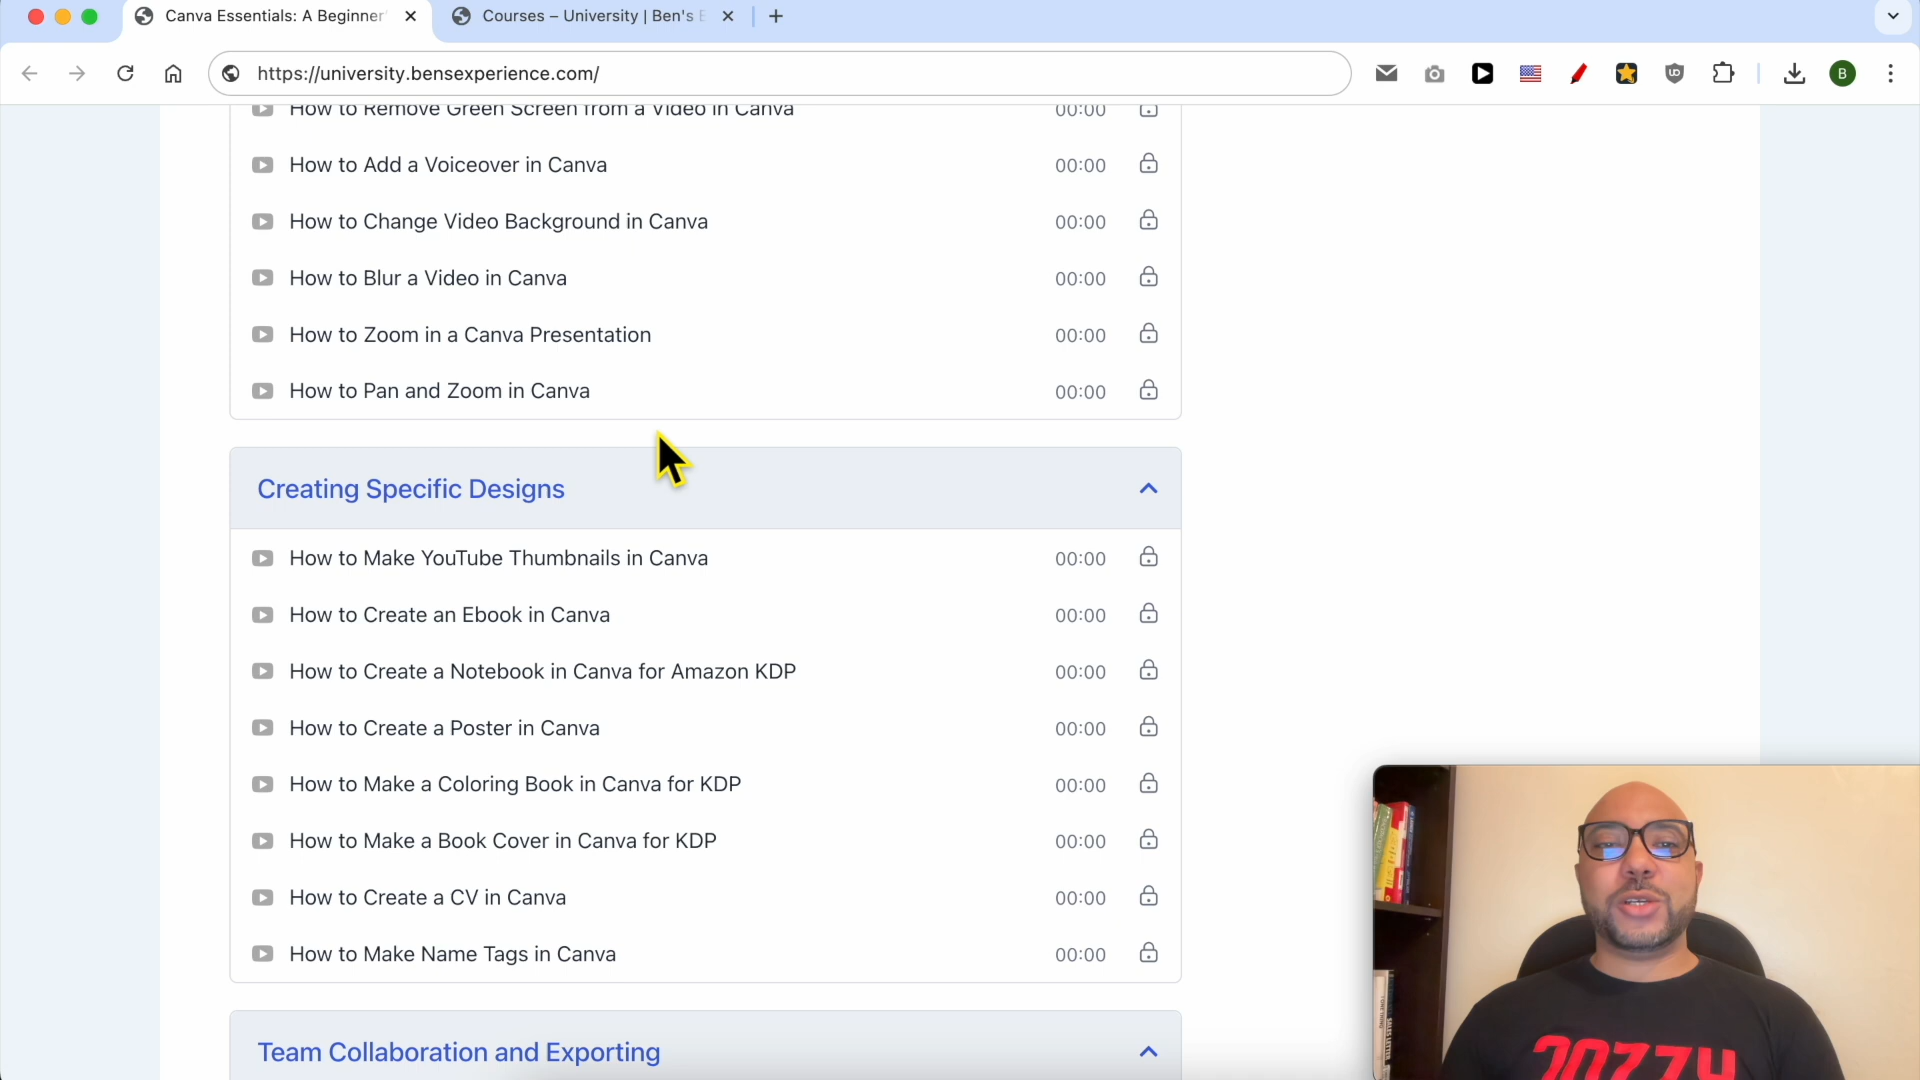 Canva Essentials: A Beginner'
Courses – University | Ben's E
https://university.bensexperience.com/
How to Remove Green Screen from a Video in Canva 00:00
How to Add a Voiceover in Canva 00:00
How to Change Video Background in Canva 00:00
How to Blur a Video in Canva 00:00
How to Zoom in a Canva Presentation 00:00
How to Pan and Zoom in Canva 00:00
Creating Specific Designs
How to Make YouTube Thumbnails in Canva 00:00
How to Create an Ebook in Canva 00:00
How to Create a Notebook in Canva for Amazon KDP 00:00
How to Create a Poster in Canva 00:00
How to Make a Coloring Book in Canva for KDP 00:00
How to Make a Book Cover in Canva for KDP 00:00
How to Create a CV in Canva 00:00
How to Make Name Tags in Canva 00:00
Team Collaboration and Exporting
B